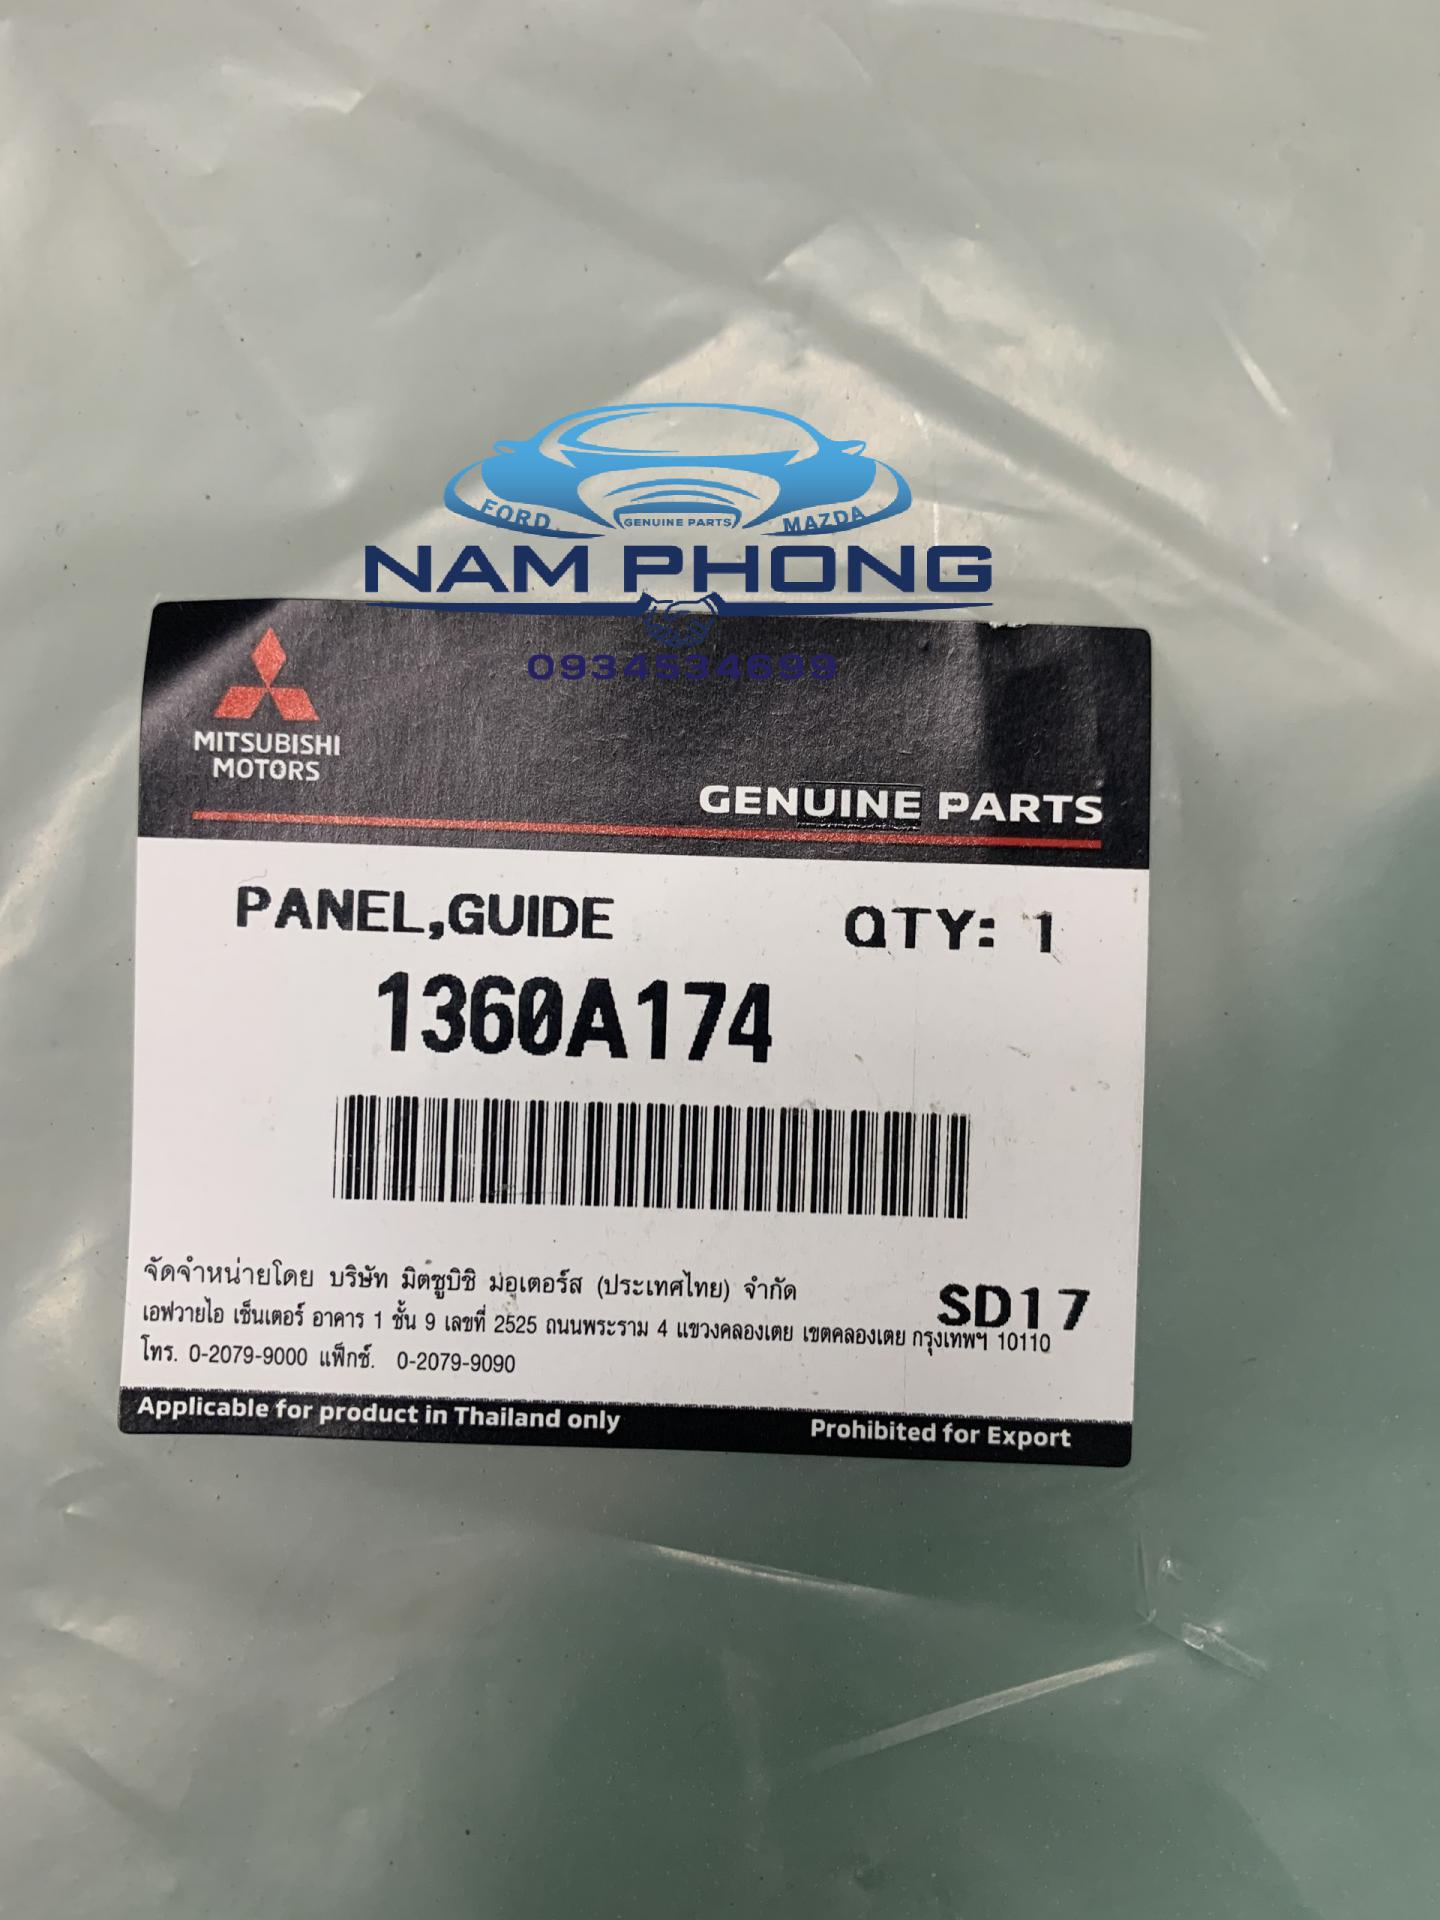 FORD
GENUINE PARTS
MAZDA
NAM PHONG
0934534699
MITSUBISHI
MOTORS
GENUINE PARTS
PANEL,GUIDE QTY: 1
1360A174
จัดจำหน่ายโดย บริษัท มิตซูบิชิ มอเตอร์ส (ประเทศไทย) จำกัด
SD17
เอฟวายไอ เซ็นเตอร์ อาคาร 1 ชั้น 9 เลขที่ 2525 ถนนพระราม 4 แขวงคลองเตย เขตคลองเตย กรุงเทพฯ 10110
โทร. 0-2079-9000 แฟ็กซ์. 0-2079-9090
Applicable for product in Thailand only Prohibited for Export